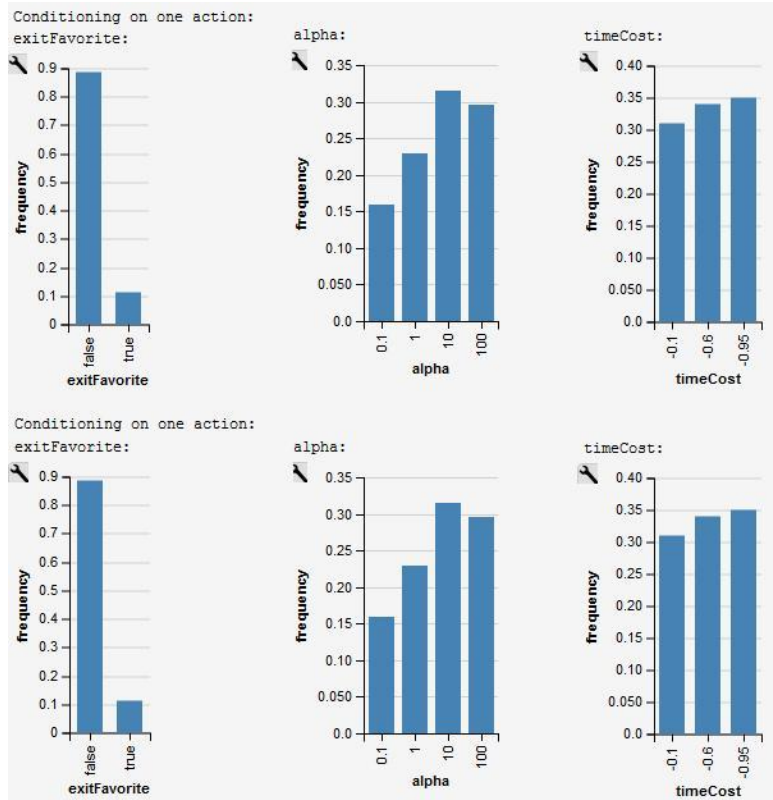 Conditioning on one action:
exitFavorite:
0.9
0.8
0.7
0.6
0.5
0.4
0.3
0.2
0.1
0
frequency
false
true
exitFavorite
alpha:
0.35
0.30
0.25
0.20
0.15
0.10
0.050
0.0
frequency
0.1
1
10
100
alpha
timeCost:
0.40
0.35
0.30
0.25
0.20
0.15
0.10
0.050
0.0
frequency
-0.1
-0.6
-0.95
timeCost
Conditioning on one action:
exitFavorite:
0.9
0.8
0.7
0.6
0.5
0.4
0.3
0.2
0.1
0
frequency
false
true
exitFavorite
alpha:
0.35
0.30
0.25
0.20
0.15
0.10
0.050
0.0
frequency
0.1
1
10
100
alpha
timeCost:
0.40
0.35
0.30
0.25
0.20
0.15
0.10
0.050
0.0
frequency
-0.1
-0.6
-0.95
timeCost